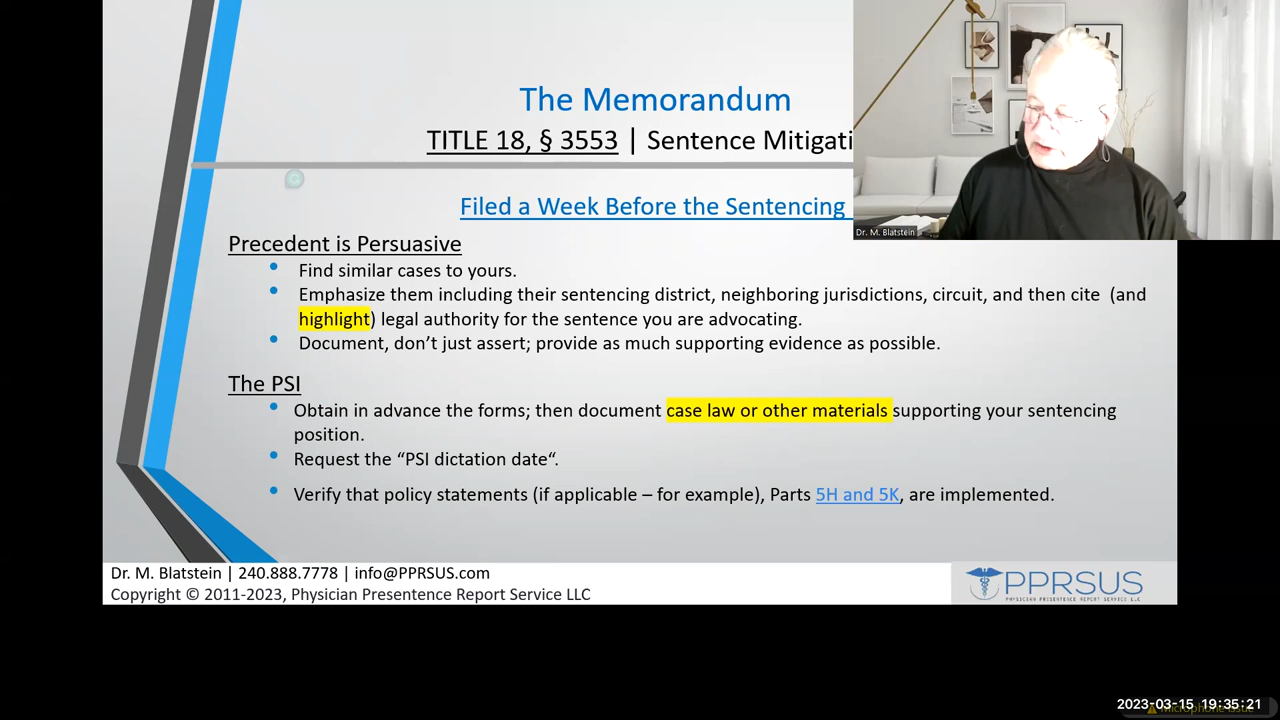 The Memorandum
TITLE 18, § 3553 | Sentence Mitigati
Filed a Week Before the Sentencing
Dr. M. Blatstein
Precedent is Persuasive
• Find similar cases to yours.
• Emphasize them including their sentencing district, neighboring jurisdictions, circuit, and then cite (and
highlight) legal authority for the sentence you are advocating.
• Document, don’t just assert; provide as much supporting evidence as possible.
The PSI
• Obtain in advance the forms; then document case law or other materials supporting your sentencing
position.
• Request the “PSI dictation date“.
• Verify that policy statements (if applicable – for example), Parts 5H and 5K, are implemented.
Dr. M. Blatstein | 240.888.7778 | info@PPRSUS.com
Copyright © 2011-2023, Physician Presentence Report Service LLC
PPRSUS
PHYSICIAN PRESENTENCE REPORT SERVICE LLC
2023-03-15 19:35:21